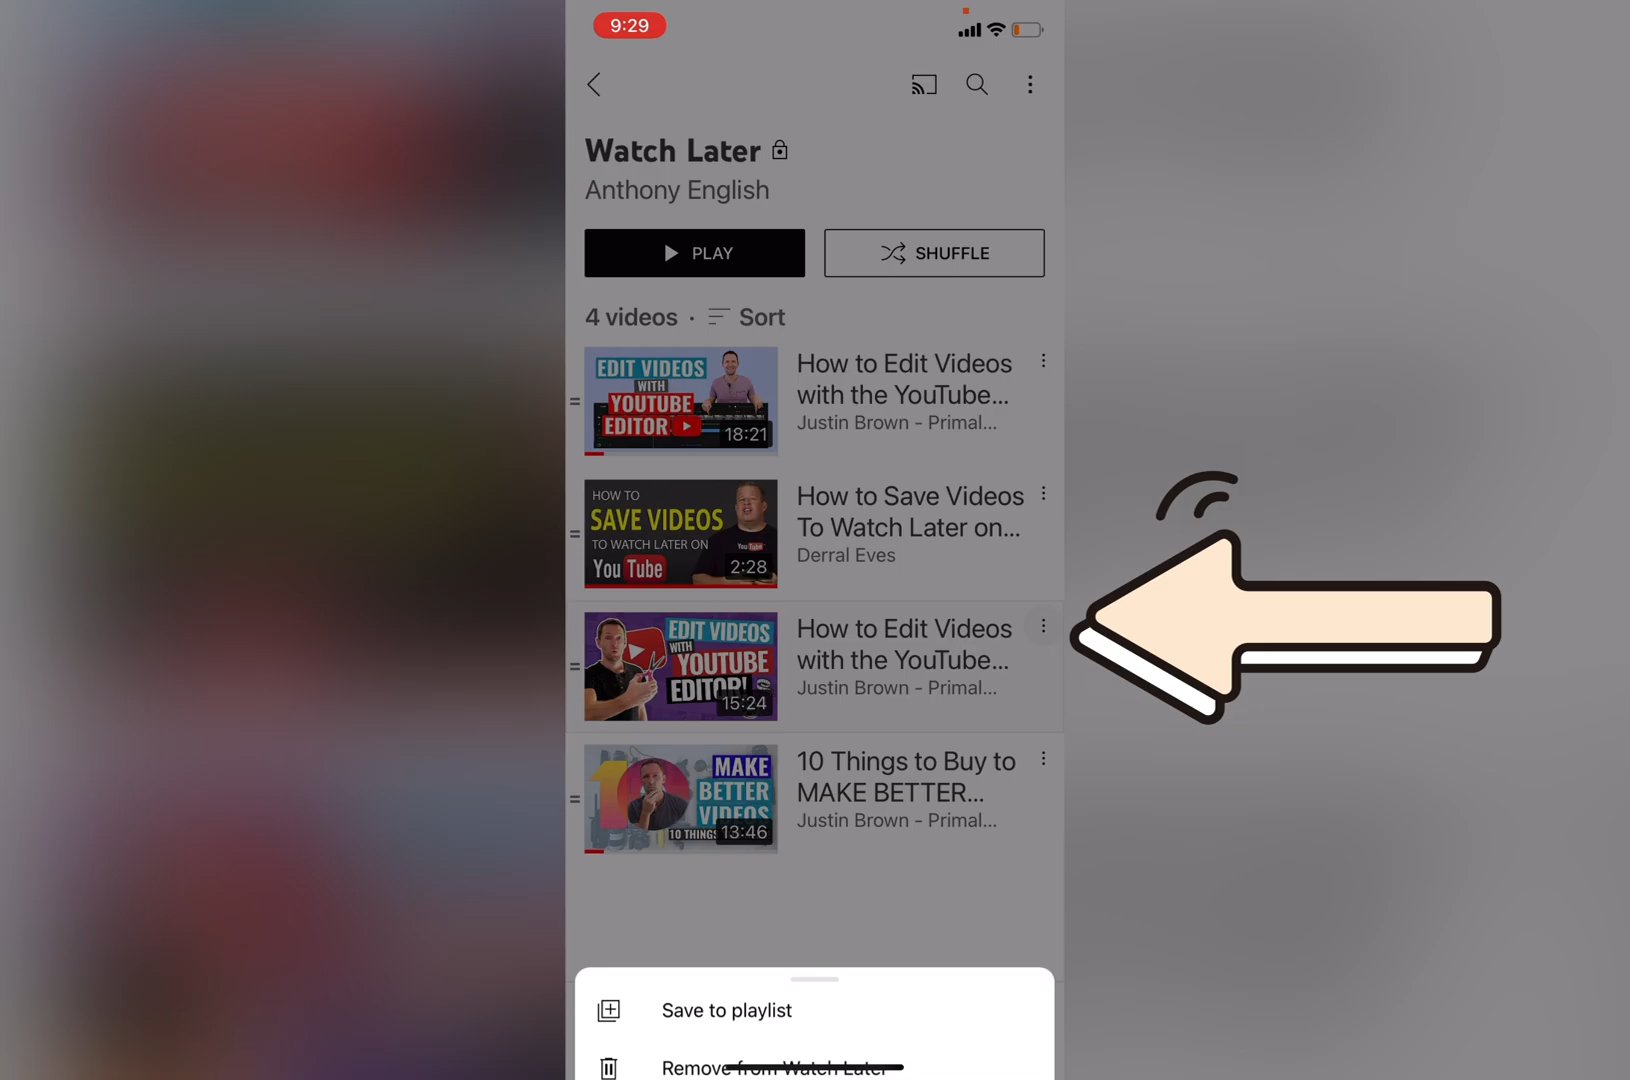 9:29
Watch Later
Anthony English
PLAY
SHUFFLE
4 videos · Sort
EDIT VIDEOS
WITH
YOUTUBE
EDITOR
18:21
How to Edit Videos
with the YouTube...
Justin Brown - Primal...
HOW TO
SAVE VIDEOS
TO WATCH LATER ON
YouTube
YouTube
2:28
How to Save Videos
To Watch Later on...
Derral Eves
EDIT VIDEOS
WITH
YOUTUBE
EDITOR!
15:24
How to Edit Videos
with the YouTube...
Justin Brown - Primal...
10
MAKE
BETTER
VIDEOS
10 THINGS
13:46
10 Things to Buy to
MAKE BETTER...
Justin Brown - Primal...
Save to playlist
Remove from Watch Later